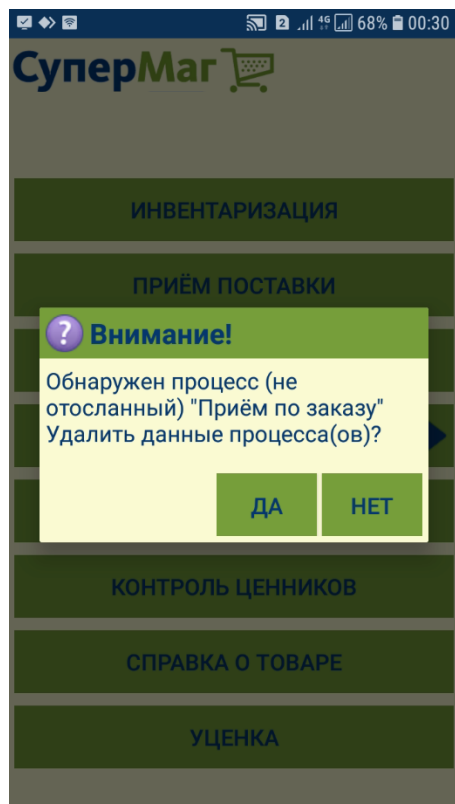 2 4G 68% 00:30
СуперМаг
ИНВЕНТАРИЗАЦИЯ
ПРИЁМ ПОСТАВКИ
? Внимание!
Обнаружен процесс (не
отосланный) "Приём по заказу"
Удалить данные процесса(ов)?
ДА НЕТ
КОНТРОЛЬ ЦЕННИКОВ
СПРАВКА О ТОВАРЕ
УЦЕНКА